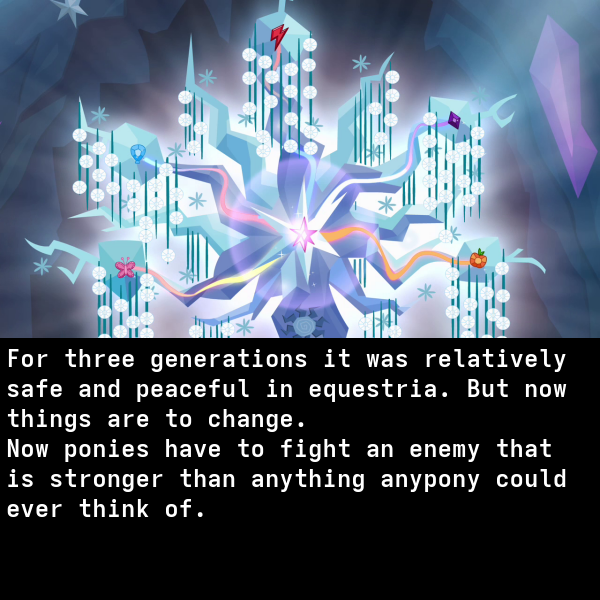 For three generations it was relatively
safe and peaceful in equestria. But now
things are to change.
Now ponies have to fight an enemy that
is stronger than anything anypony could
ever think of.